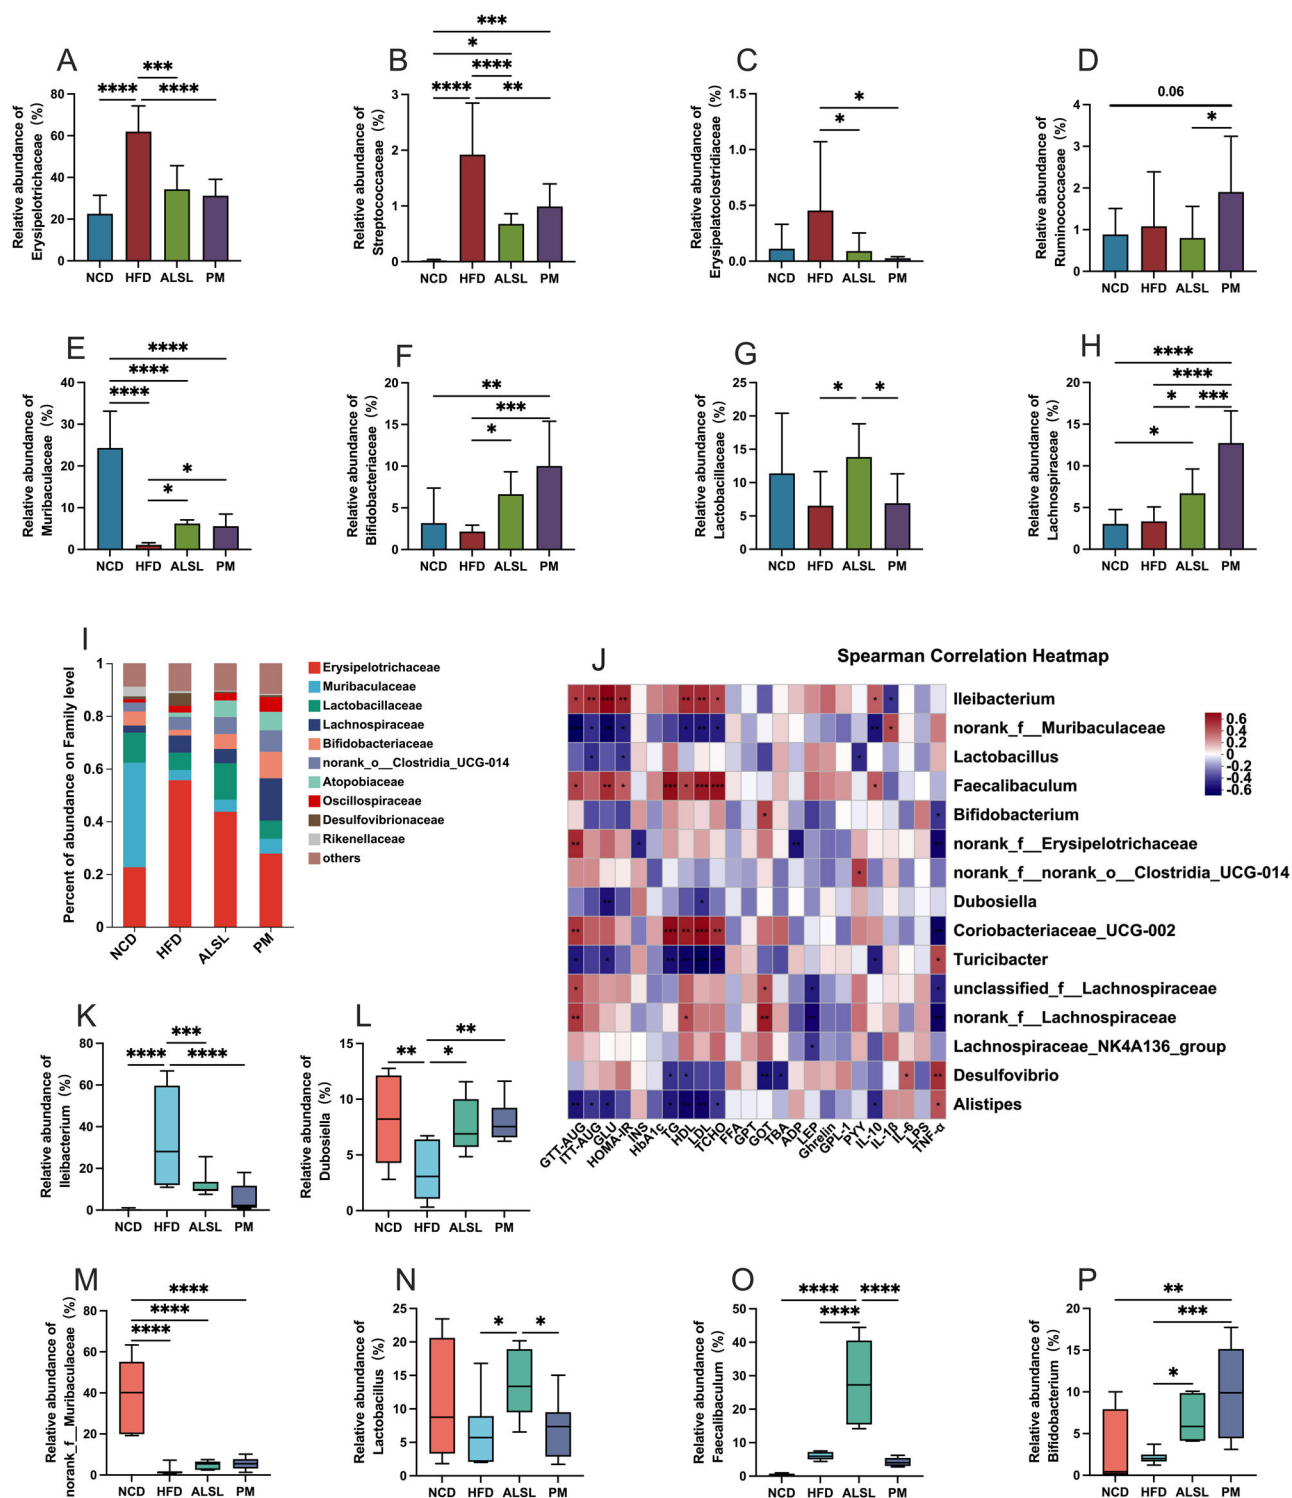 A
Relative abundance of
Erysipelotrichaceae (%)
***
**** ****
80
60
40
20
0
NCD HFD ALSL PM
B
Relative abundance of
Streptococcaceae (%)
***
*
****
**** **
3
2
1
0
NCD HFD ALSL PM
C
Relative abundance of
Erysipelatoclostridiaceae (%)
*
*
1.5
1.0
0.5
0.0
NCD HFD ALSL PM
D
Relative abundance of
Ruminococcaceae (%)
0.06
*
4
3
2
1
0
NCD HFD ALSL PM
E
Relative abundance of
Muribaculaceae (%)
****
****
****
*
*
40
30
20
10
0
NCD HFD ALSL PM
F
Relative abundance of
Bifidobacteriaceae (%)
**
***
*
20
15
10
5
0
NCD HFD ALSL PM
G
Relative abundance of
Lactobacillaceae (%)
* *
25
20
15
10
5
0
NCD HFD ALSL PM
H
Relative abundance of
Lachnospiraceae (%)
****
****
* ***
*
20
15
10
5
0
NCD HFD ALSL PM
I
Percent of abundance on Family level
1
0.8
0.6
0.4
0.2
0
NCD HFD ALSL PM
Erysipelotrichaceae
Muribaculaceae
Lactobacillaceae
Lachnospiraceae
Bifidobacteriaceae
norank_o__Clostridia_UCG-014
Atopobiaceae
Oscillospiraceae
Desulfovibrionaceae
Rikenellaceae
others
J
Spearman Correlation Heatmap
Ileibacterium
norank_f__Muribaculaceae
Lactobacillus
Faecalibaculum
Bifidobacterium
norank_f__Erysipelotrichaceae
norank_f__norank_o__Clostridia_UCG-014
Dubosiella
Coriobacteriaceae_UCG-002
Turicibacter
unclassified_f__Lachnospiraceae
norank_f__Lachnospiraceae
Lachnospiraceae_NK4A136_group
Desulfovibrio
Alistipes
0.6
0.4
0.2
0
-0.2
-0.4
-0.6
GTT-AUG ITT-AUG GLU HOMA-IR INS HbA1c TG HDL LDL TCHO FFA GPT GOT TBA ADP LEP Ghrelin GPL-1 PYY IL-10 IL-1β IL-6 LPS TNF-α
K
Relative abundance of
Ileibacterium (%)
***
**** ****
80
60
40
20
0
NCD HFD ALSL PM
L
Relative abundance of
Dubosiella (%)
**
** *
15
10
5
0
NCD HFD ALSL PM
M
Relative abundance of
norank_f__Muribaculaceae (%)
****
****
****
80
60
40
20
0
NCD HFD ALSL PM
N
Relative abundance of
Lactobacillus (%)
* *
25
20
15
10
5
0
NCD HFD ALSL PM
O
Relative abundance of
Faecalibaculum (%)
**** ****
****
50
40
30
20
10
0
NCD HFD ALSL PM
P
Relative abundance of
Bifidobacterium (%)
**
***
*
20
15
10
5
0
NCD HFD ALSL PM